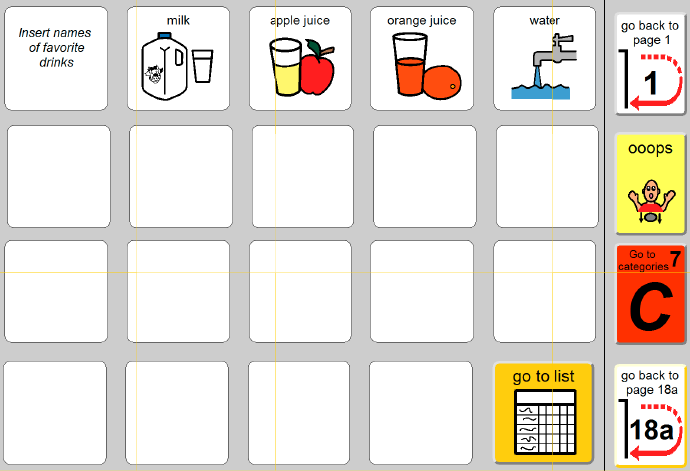 Insert names
of favorite
drinks
milk
apple juice
orange juice
water
go back to
page 1
1
ooops
Go to
categories 7
C
go to list
go back to
page 18a
18a